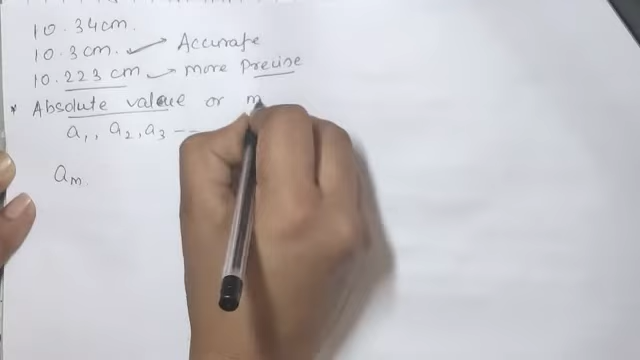 10.34cm.
10.3cm. Accurate
10.223 cm more Precise
* Absolute value or m
a1, a2, a3 --
am.